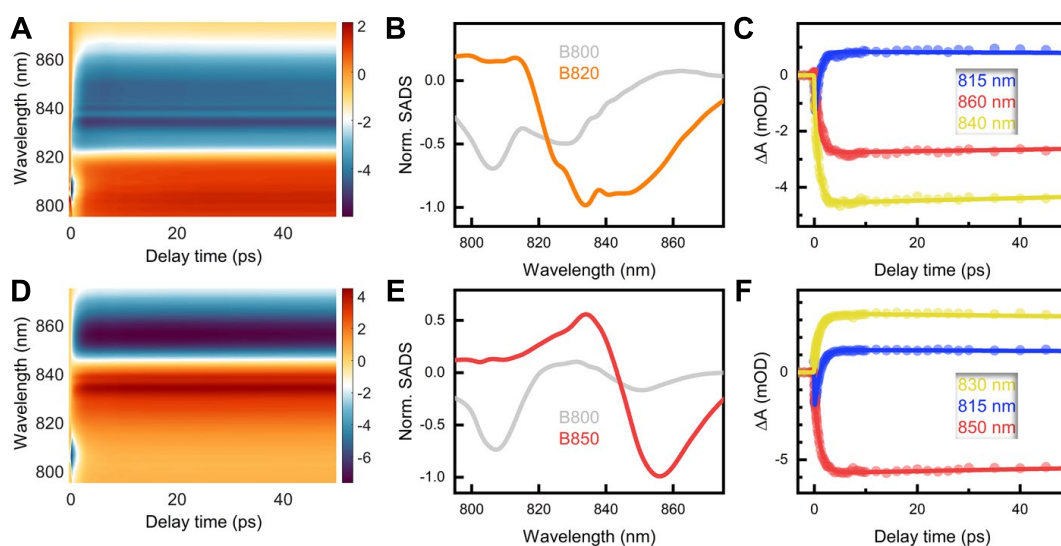 A
Wavelength (nm)
860
840
820
800
0
20
40
Delay time (ps)
2
0
-2
-4
B
Norm. SADS
0.0
-0.5
-1.0
B800
B820
800
820
840
860
Wavelength (nm)
C
ΔA (mOD)
0
-2
-4
815 nm
860 nm
840 nm
0
20
40
Delay time (ps)
D
Wavelength (nm)
860
840
820
800
0
20
40
Delay time (ps)
4
2
0
-2
-4
-6
E
Norm. SADS
0.5
0.0
-0.5
-1.0
B800
B850
800
820
840
860
Wavelength (nm)
F
ΔA (mOD)
0
-5
830 nm
815 nm
850 nm
0
20
40
Delay time (ps)